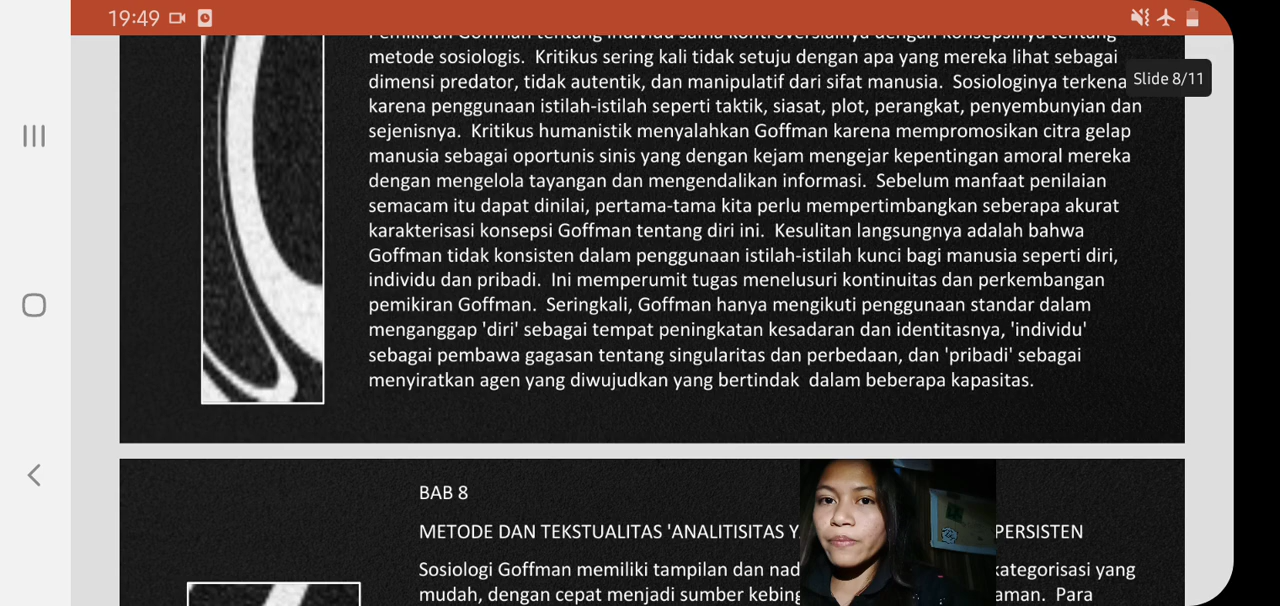 19:49
Pemikiran Goffman tentang individu sama kontroversialnya dengan konsepsinya tentang
metode sosiologis. Kritikus sering kali tidak setuju dengan apa yang mereka lihat sebagai
Slide 8/11
dimensi predator, tidak autentik, dan manipulatif dari sifat manusia. Sosiologinya terkena
karena penggunaan istilah-istilah seperti taktik, siasat, plot, perangkat, penyembunyian dan
sejenisnya. Kritikus humanistik menyalahkan Goffman karena mempromosikan citra gelap
manusia sebagai oportunis sinis yang dengan kejam mengejar kepentingan amoral mereka
dengan mengelola tayangan dan mengendalikan informasi. Sebelum manfaat penilaian
semacam itu dapat dinilai, pertama-tama kita perlu mempertimbangkan seberapa akurat
karakterisasi konsepsi Goffman tentang diri ini. Kesulitan langsungnya adalah bahwa
Goffman tidak konsisten dalam penggunaan istilah-istilah kunci bagi manusia seperti diri,
individu dan pribadi. Ini memperumit tugas menelusuri kontinuitas dan perkembangan
pemikiran Goffman. Seringkali, Goffman hanya mengikuti penggunaan standar dalam
menganggap 'diri' sebagai tempat peningkatan kesadaran dan identitasnya, 'individu'
sebagai pembawa gagasan tentang singularitas dan perbedaan, dan 'pribadi' sebagai
menyiratkan agen yang diwujudkan yang bertindak dalam beberapa kapasitas.
BAB 8
METODE DAN TEKSTUALITAS 'ANALITISITAS Y PERSISTEN
Sosiologi Goffman memiliki tampilan dan nad kategorisasi yang
mudah, dengan cepat menjadi sumber kebing aman. Para